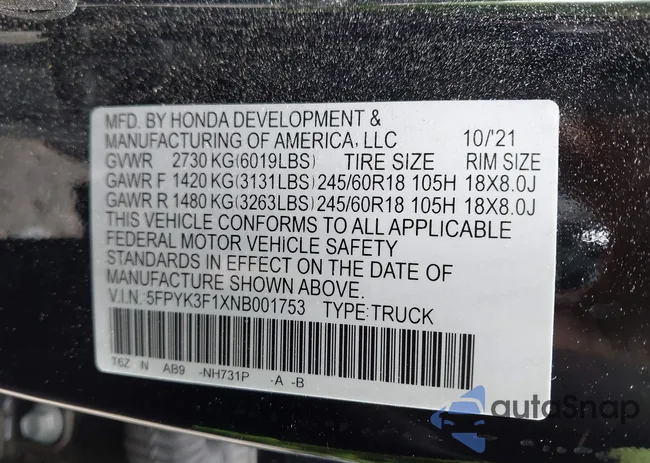 MFD. BY HONDA DEVELOPMENT &
MANUFACTURING OF AMERICA, LLC 10/'21
GVWR 2730 KG(6019LBS) TIRE SIZE RIM SIZE
GAWR F 1420 KG(3131LBS) 245/60R18 105H 18X8.0J
GAWR R 1480 KG(3263LBS) 245/60R18 105H 18X8.0J
THIS VEHICLE CONFORMS TO ALL APPLICABLE
FEDERAL MOTOR VEHICLE SAFETY
STANDARDS IN EFFECT ON THE DATE OF
MANUFACTURE SHOWN ABOVE.
V.I.N.:5FPYK3F1XNB001753 TYPE:TRUCK
T6Z N AB9 -NH731P -A -B
autoSnap